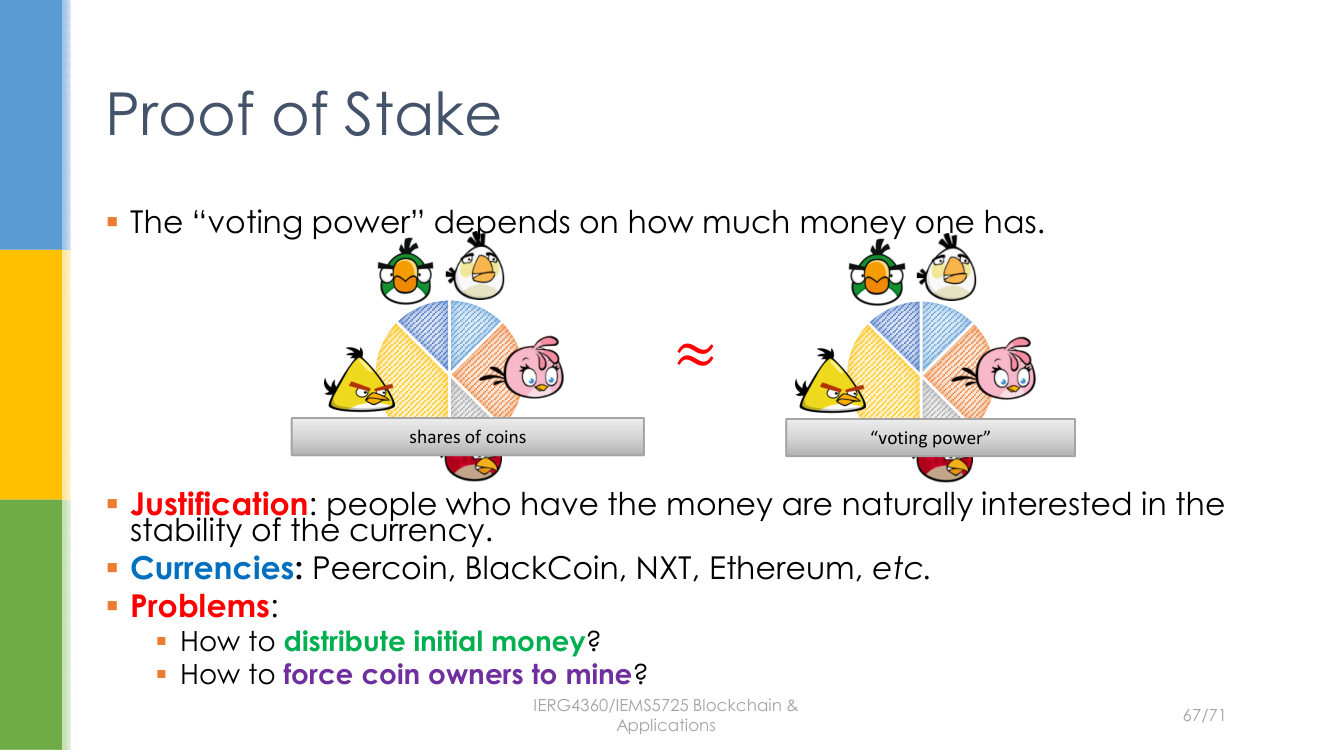 Proof of Stake
▪ The “voting power” depends on how much money one has.
≈
shares of coins
“voting power”
▪ Justification: people who have the money are naturally interested in the
stability of the currency.
▪ Currencies: Peercoin, BlackCoin, NXT, Ethereum, etc.
▪ Problems:
▪ How to distribute initial money?
▪ How to force coin owners to mine?
IERG4360/IEMS5725 Blockchain &
Applications
67/71